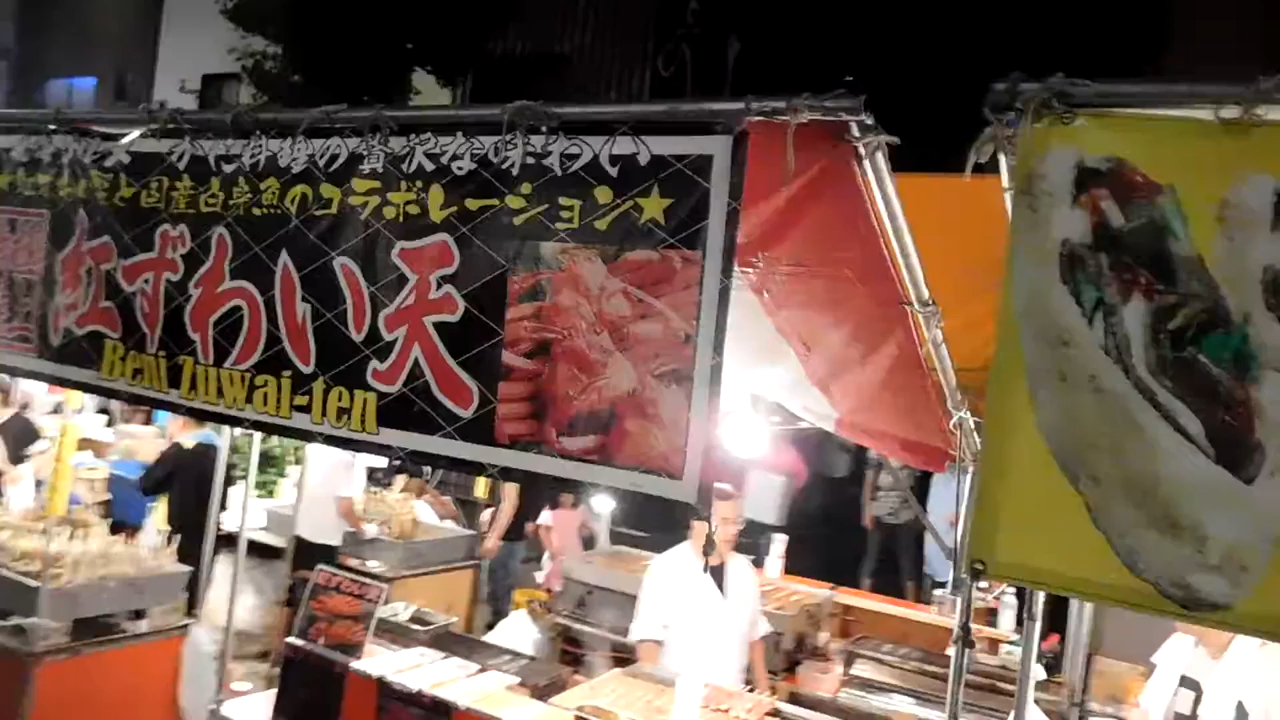 かに料理の贅沢な味わい
と国産白身魚のコラボレーション★
紅ずわい天
Beni Zuwai-ten